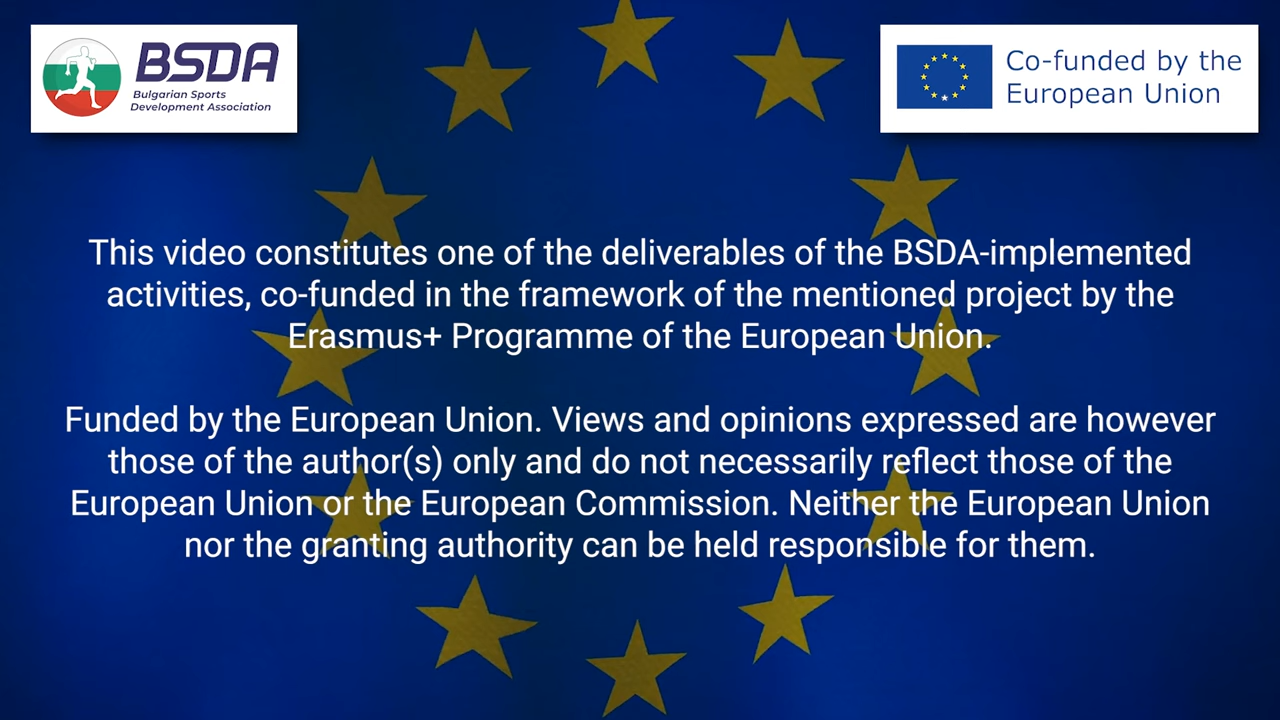 BSDA
Bulgarian Sports
Development Association
Co-funded by the
European Union
This video constitutes one of the deliverables of the BSDA-implemented
activities, co-funded in the framework of the mentioned project by the
Erasmus+ Programme of the European Union.
Funded by the European Union. Views and opinions expressed are however
those of the author(s) only and do not necessarily reflect those of the
European Union or the European Commission. Neither the European Union
nor the granting authority can be held responsible for them.